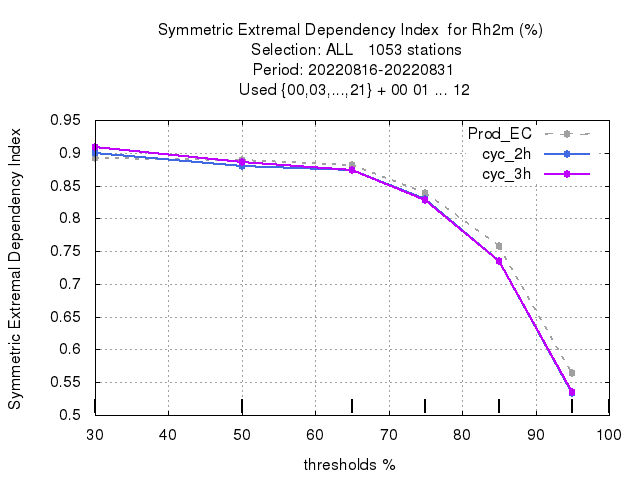 Symmetric Extremal Dependency Index  for Rh2m (%)
Selection: ALL   1053 stations
Period: 20220816-20220831
Used {00,03,...,21} + 00 01 ... 12
Symmetric Extremal Dependency Index
0.95
0.9
0.85
0.8
0.75
0.7
0.65
0.6
0.55
0.5
Prod_EC
cyc_2h
cyc_3h
30 40 50 60 70 80 90 100
thresholds %